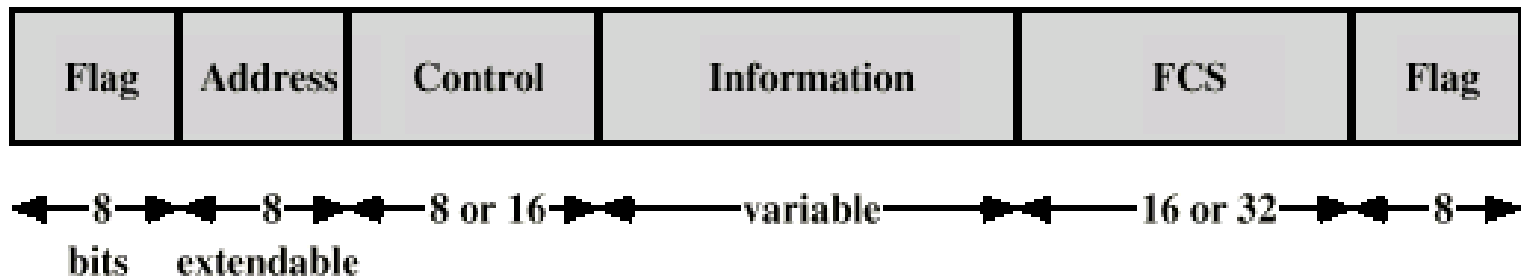 Flag Address Control Information FCS Flag
8 8 8 or 16 variable 16 or 32 8
bits extendable